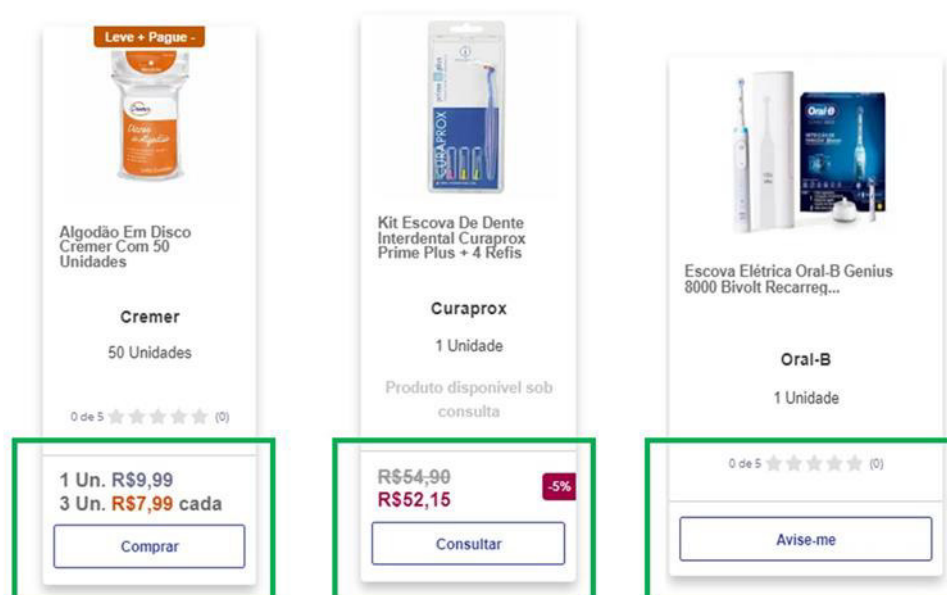 Leve + Pague -
Algodão Em Disco
Cremer Com 50
Unidades
Cremer
50 Unidades
0 de 5 (0)
1 Un. R$9,99
3 Un. R$7,99 cada
Comprar
CURAPROX
prime plus
Kit Escova De Dente
Interdental Curaprox
Prime Plus + 4 Refis
Curaprox
1 Unidade
Produto disponivel sob
consulta
R$54,90
-5%
R$52,15
Consultar
Oral B
Escova Elétrica Oral-B Genius
8000 Bivolt Recarreg...
Oral-B
1 Unidade
0 de 5 (0)
Avise-me